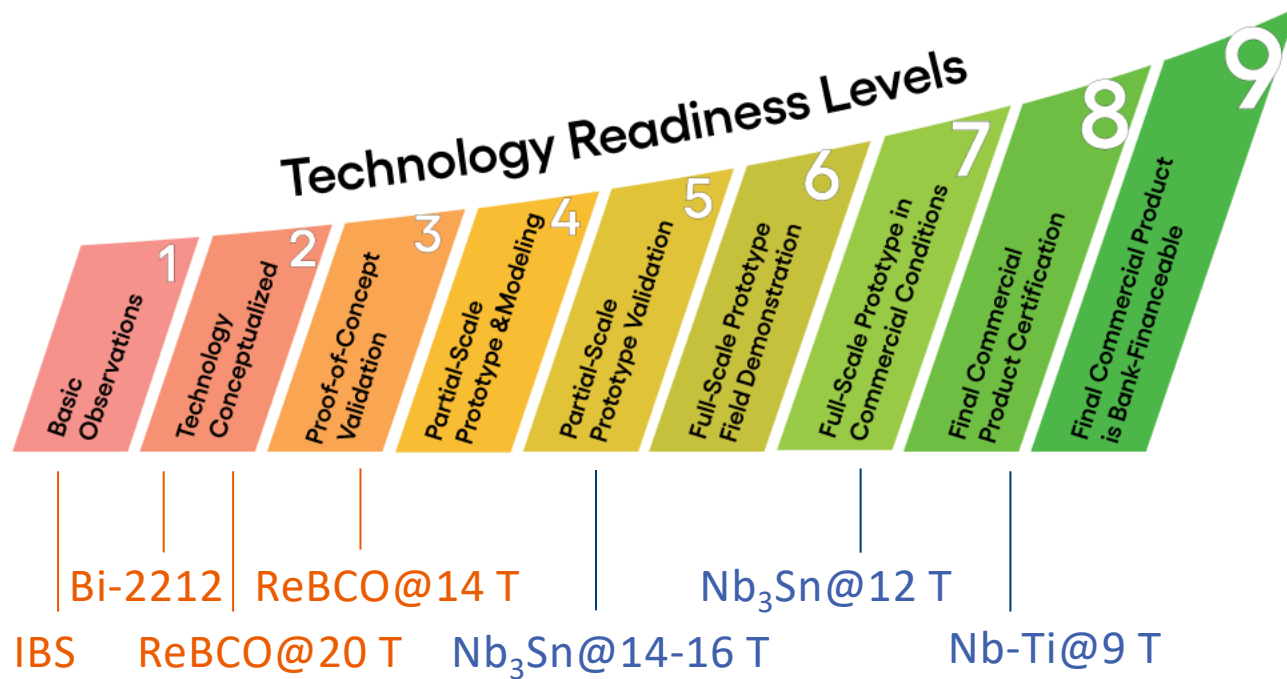 Technology Readiness Levels
1
Basic
Observations
2
Technology
Conceptualized
3
Proof-of-Concept
Validation
4
Partial-Scale
Prototype & Modeling
5
Partial-Scale
Prototype Validation
6
Full-Scale Prototype
Field Demonstration
7
Full-Scale Prototype in
Commercial Conditions
8
Final Commercial
Product Certification
9
Final Commercial Product
is Bank-Financeable
Bi-2212
ReBCO@14 T
Nb₃Sn@12 T
IBS
ReBCO@20 T
Nb₃Sn@14-16 T
Nb-Ti@9 T